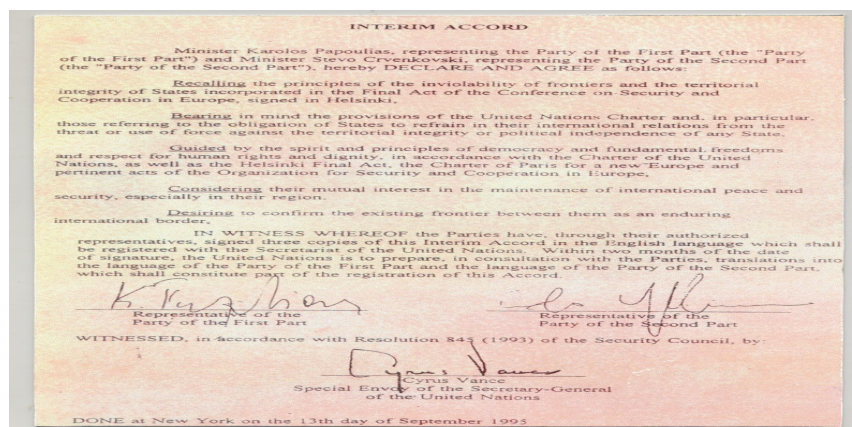 INTERIM ACCORD
Minister Karolos Papoulias, representing the Party of the First Part (the "Party
of the First Part") and Minister Stevo Crvenkovski, representing the Party of the Second Part
(the "Party of the Second Part"), hereby DECLARE AND AGREE as follows:
Recalling the principles of the inviolability of frontiers and the territorial
integrity of States incorporated in the Final Act of the Conference on Security and
Cooperation in Europe, signed in Helsinki,
Bearing in mind the provisions of the United Nations Charter and, in particular,
those referring to the obligation of States to refrain in their international relations from the
threat or use of force against the territorial integrity or political independence of any State.
Guided by the spirit and principles of democracy and fundamental freedoms
and respect for human rights and dignity, in accordance with the Charter of the United
Nations, as well as the Helsinki Final Act, the Charter of Paris for a new Europe and
pertinent acts of the Organization for Security and Cooperation in Europe,
Considering their mutual interest in the maintenance of international peace and
security, especially in their region.
Desiring to confirm the existing frontier between them as an enduring
international border,
IN WITNESS WHEREOF the Parties have, through their authorized
representatives, signed three copies of this Interim Accord in the English language which shall
be registered with the Secretariat of the United Nations. Within two months of the date
of signature, the United Nations is to prepare, in consultation with the Parties, translations into
the language of the Party of the First Part and the language of the Party of the Second Part,
which shall constitute part of the registration of this Accord.
Representative of the Representative of the
Party of the First Part Party of the Second Part
WITNESSED, in accordance with Resolution 845 (1993) of the Security Council, by:
Cyrus Vance
Cyrus Vance
Special Envoy of the Secretary-General
of the United Nations
DONE at New York on the 13th day of September 1995